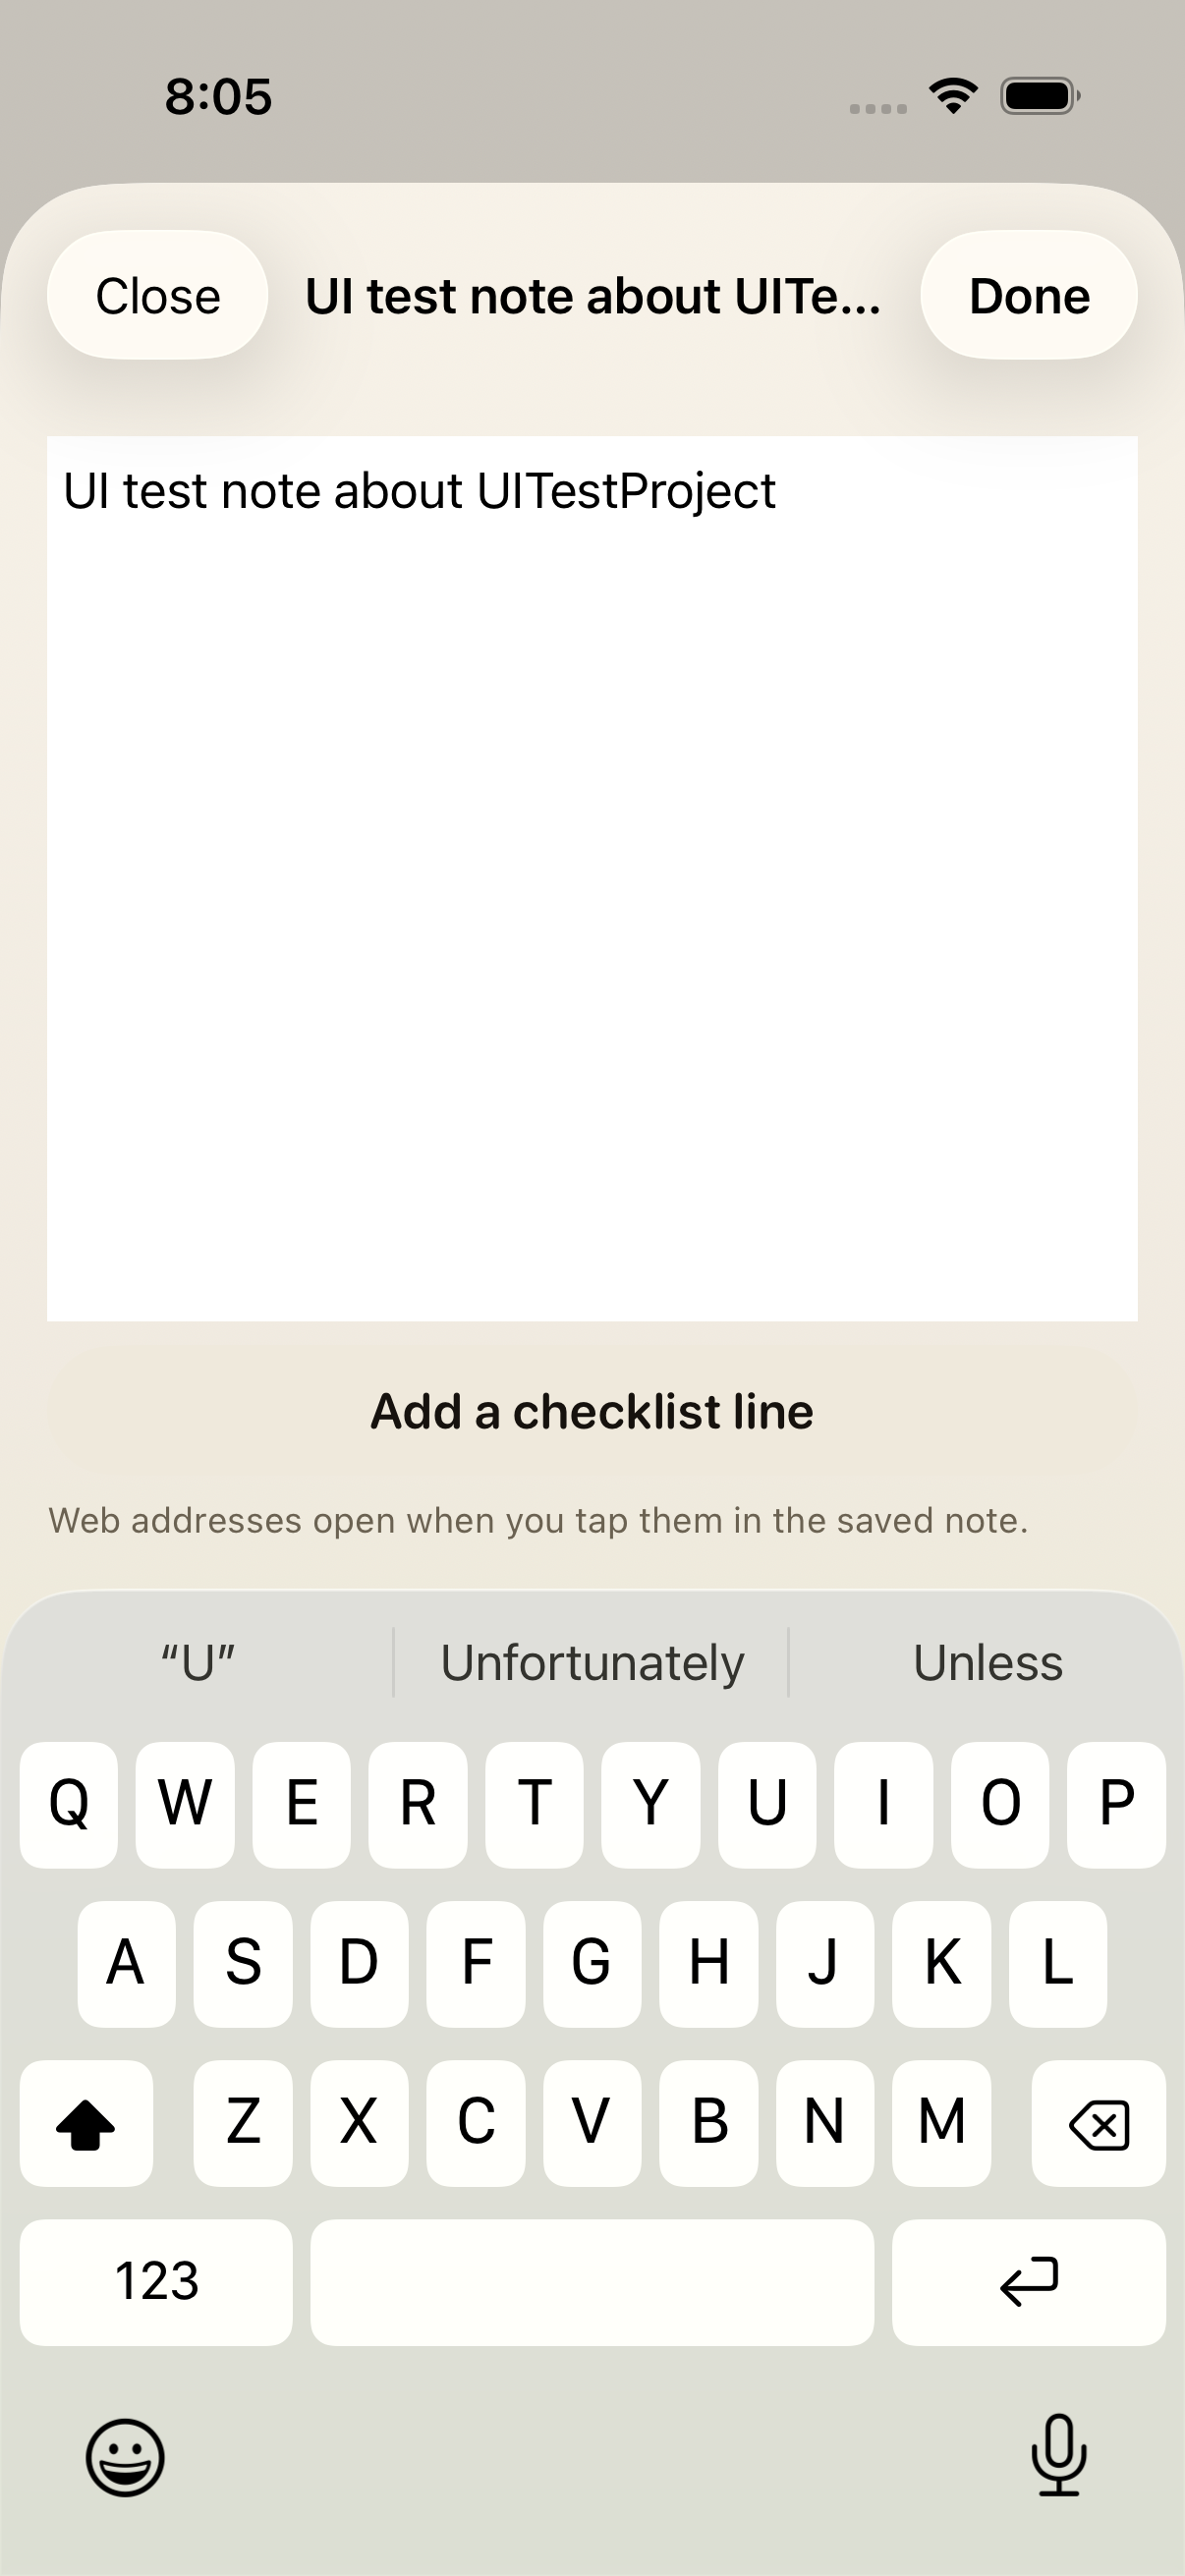 8:05
Close
UI test note about UITe...
Done
UI test note about UITestProject
Add a checklist line
Web addresses open when you tap them in the saved note.
“U”
Unfortunately
Unless
Q W E R T Y U I O P
A S D F G H J K L
Z X C V B N M
123